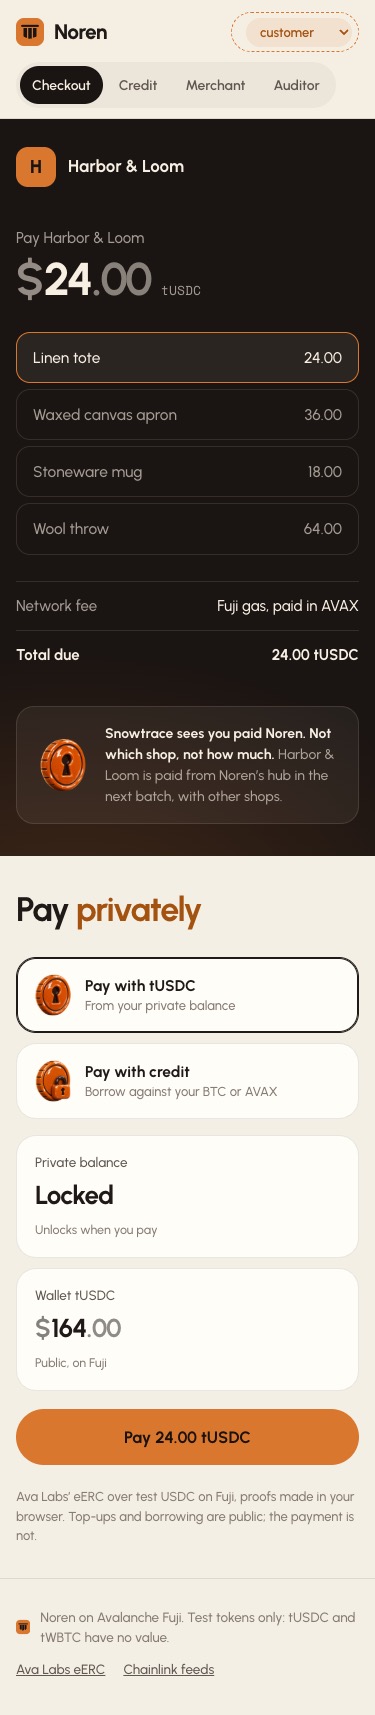 Noren
customer
Checkout
Credit
Merchant
Auditor
H
Harbor & Loom
Pay Harbor & Loom
$24.00 tUSDC
Linen tote 24.00
Waxed canvas apron 36.00
Stoneware mug 18.00
Wool throw 64.00
Network fee Fuji gas, paid in AVAX
Total due 24.00 tUSDC
Snowtrace sees you paid Noren. Not
which shop, not how much. Harbor &
Loom is paid from Noren's hub in the
next batch, with other shops.
Pay privately
Pay with tUSDC
From your private balance
Pay with credit
Borrow against your BTC or AVAX
Private balance
Locked
Unlocks when you pay
Wallet tUSDC
$164.00
Public, on Fuji
Pay 24.00 tUSDC
Ava Labs' eERC over test USDC on Fuji, proofs made in your
browser. Top-ups and borrowing are public; the payment is
not.
Noren on Avalanche Fuji. Test tokens only: tUSDC and
tWBTC have no value.
Ava Labs eERC Chainlink feeds